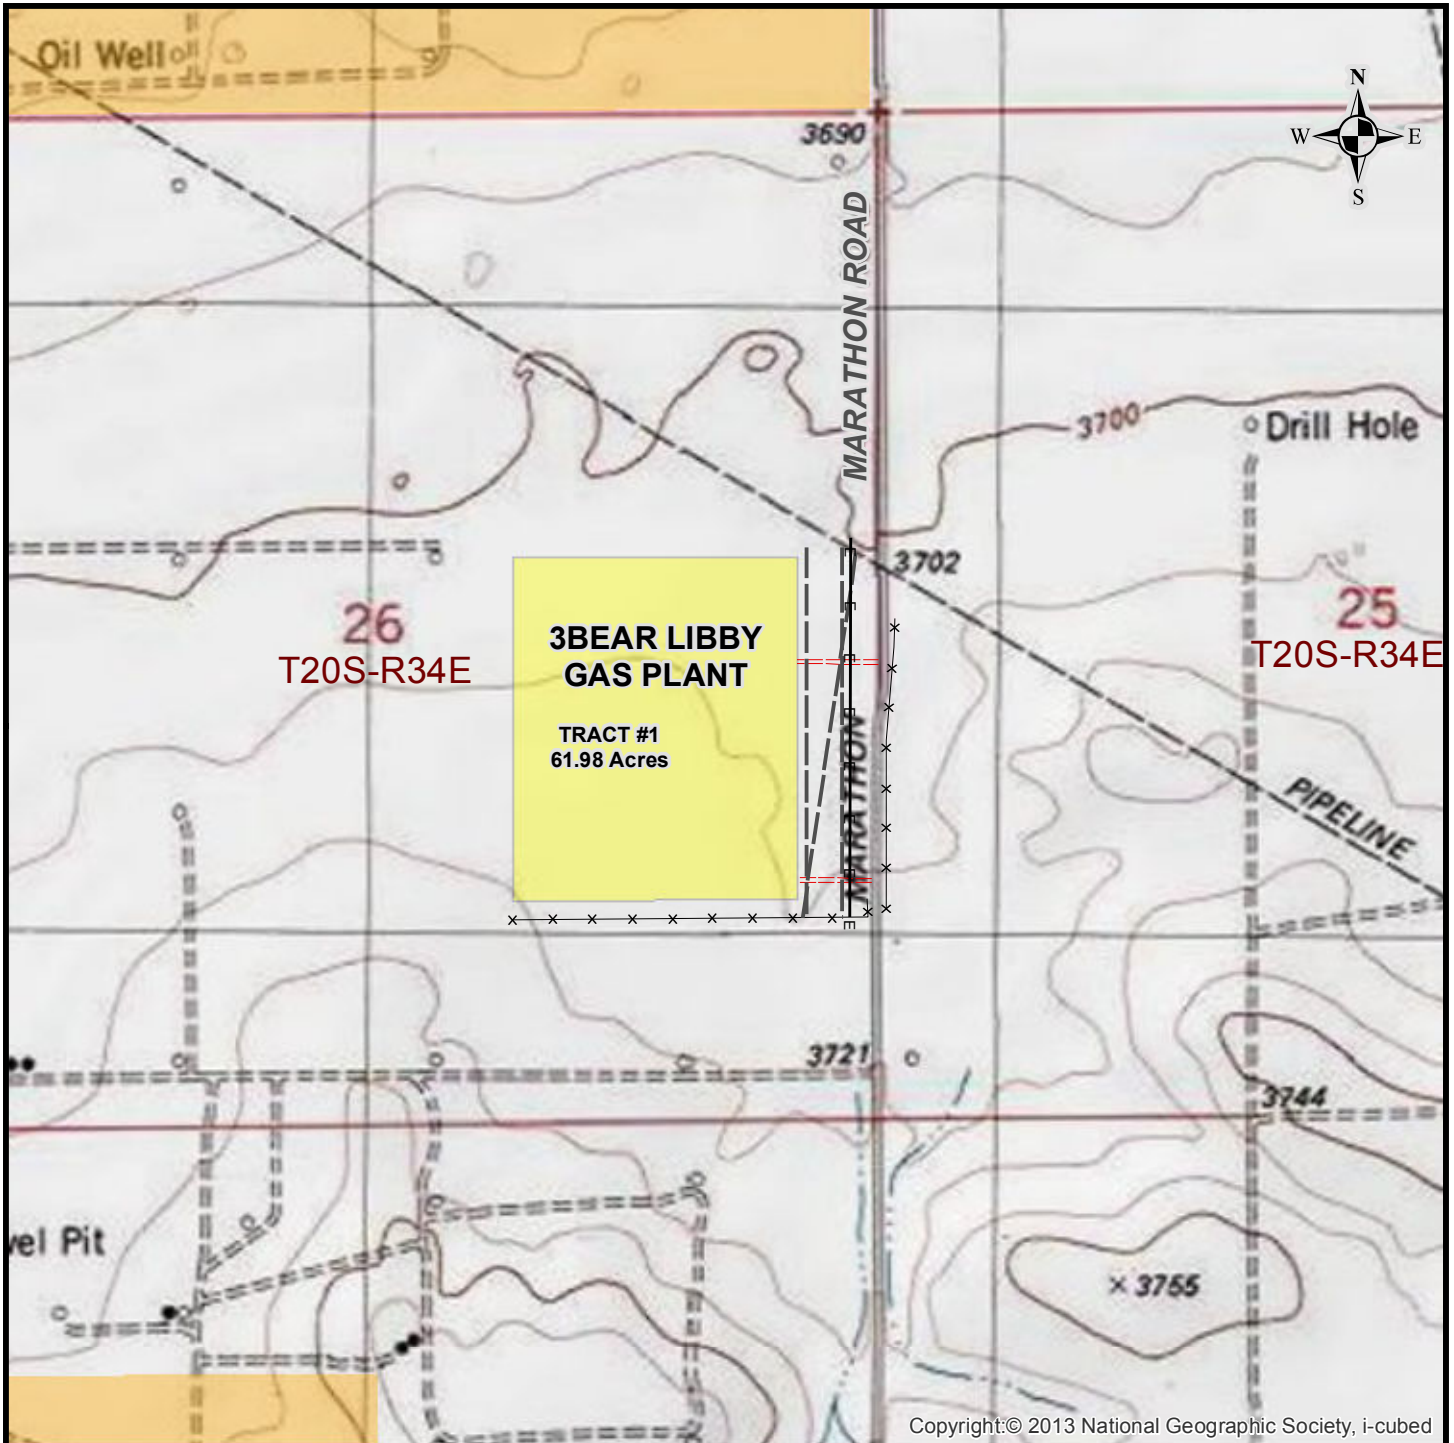 Oil Well
N
W E
S
3690
MARATHON ROAD
3700
Drill Hole
3702
26
T20S-R34E
25
T20S-R34E
3BEAR LIBBY
GAS PLANT
TRACT #1
61.98 Acres
MARATHON
PIPELINE
E
E
E
E
E
E
E
3721
3744
vel Pit
3755
Copyright:© 2013 National Geographic Society, i-cubed